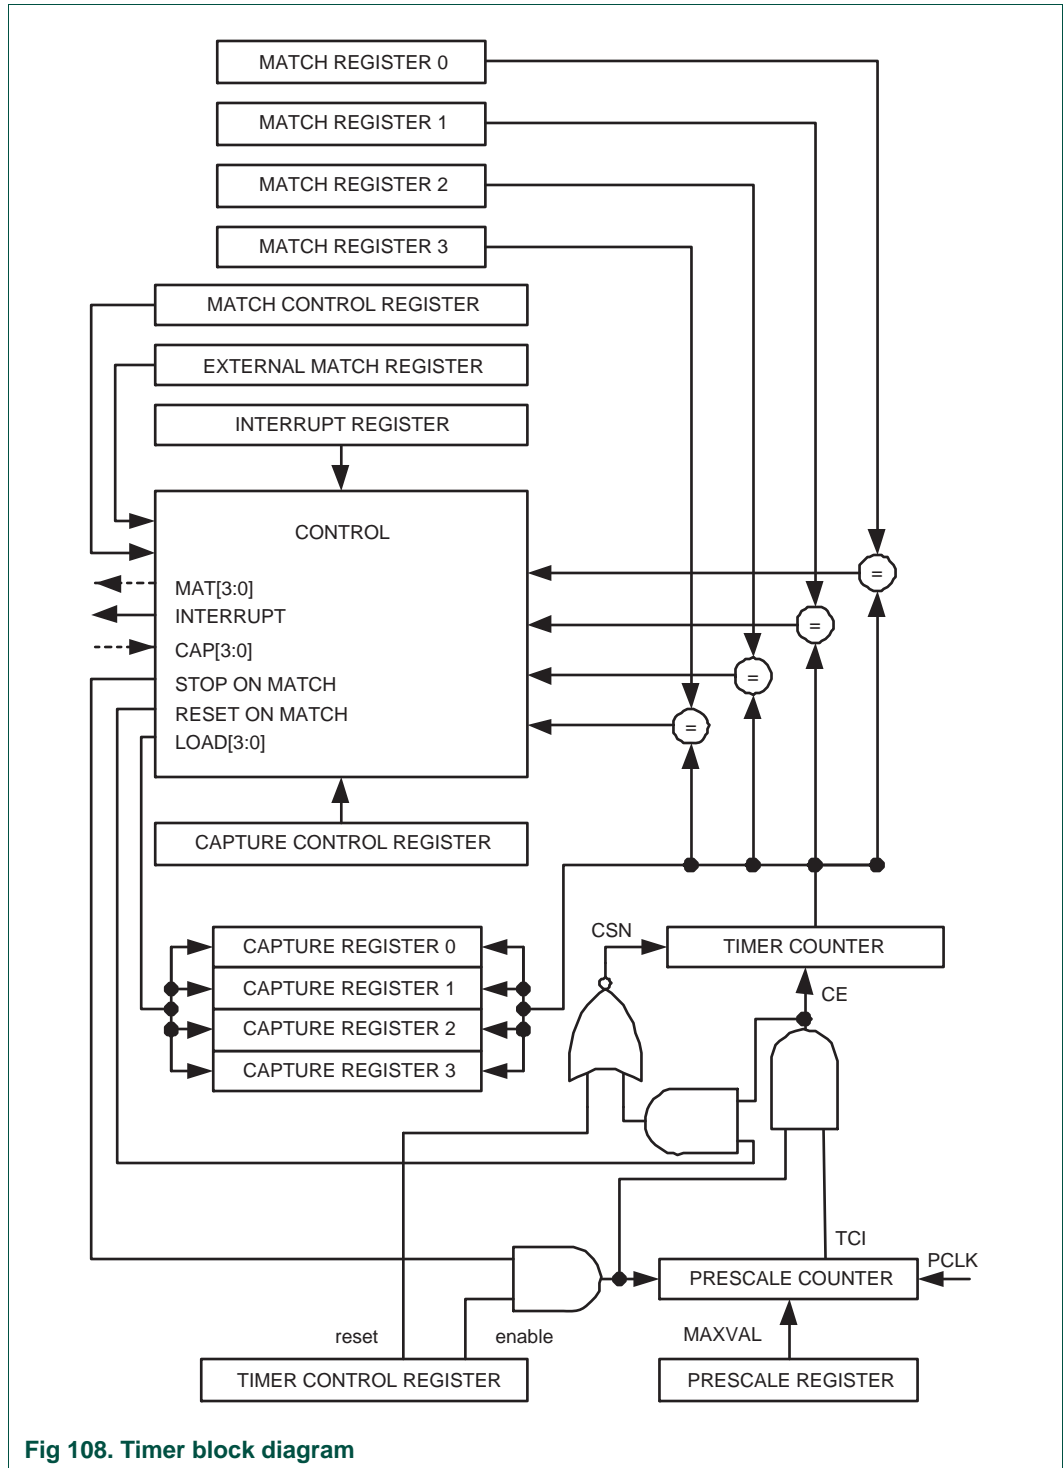 MATCH REGISTER 0
MATCH REGISTER 1
MATCH REGISTER 2
MATCH REGISTER 3
MATCH CONTROL REGISTER
EXTERNAL MATCH REGISTER
INTERRUPT REGISTER
CONTROL
MAT[3:0]
INTERRUPT
CAP[3:0]
STOP ON MATCH
RESET ON MATCH
LOAD[3:0]
=
=
=
=
CAPTURE CONTROL REGISTER
CAPTURE REGISTER 0
CAPTURE REGISTER 1
CAPTURE REGISTER 2
CAPTURE REGISTER 3
CSN
TIMER COUNTER
CE
TCI
PCLK
PRESCALE COUNTER
reset
enable
MAXVAL
TIMER CONTROL REGISTER
PRESCALE REGISTER
Fig 108. Timer block diagram